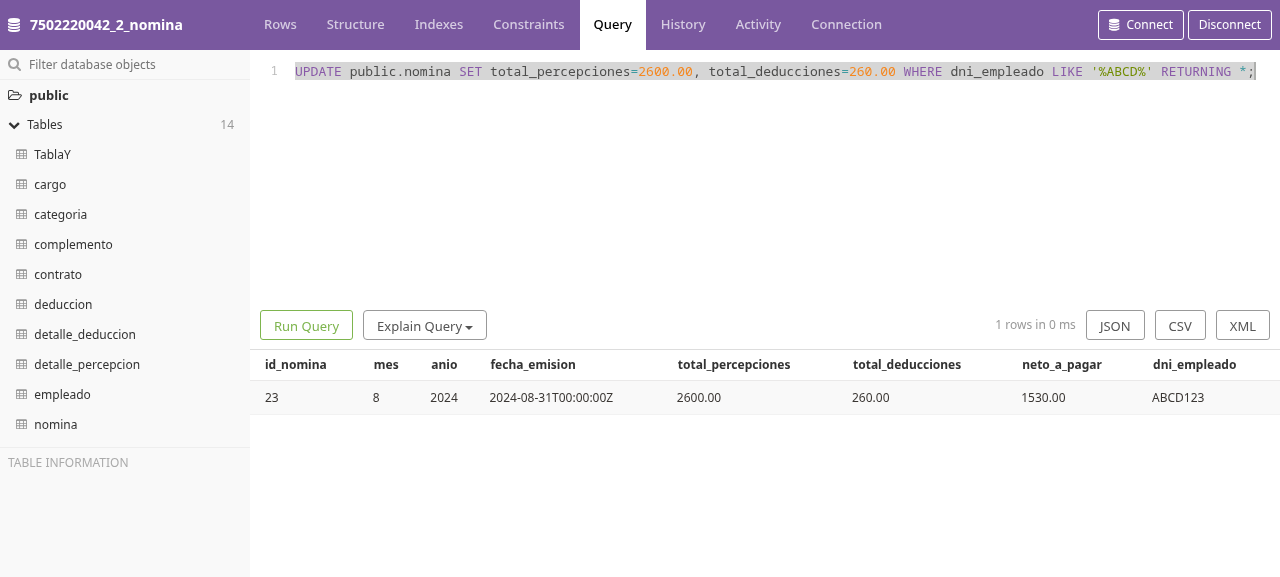 7502220042_2_nomina Rows Structure Indexes Constraints Query History Activity Connection Connect Disconnect
Filter database objects
public
Tables 14
TablaY
cargo
categoria
complemento
contrato
deduccion
detalle_deduccion
detalle_percepcion
empleado
nomina
TABLE INFORMATION
1 UPDATE public.nomina SET total_percepciones=2600.00, total_deducciones=260.00 WHERE dni_empleado LIKE '%ABCD%' RETURNING *;
Run Query Explain Query 1 rows in 0 ms JSON CSV XML
id_nomina mes anio fecha_emision total_percepciones total_deducciones neto_a_pagar dni_empleado
23 8 2024 2024-08-31T00:00:00Z 2600.00 260.00 1530.00 ABCD123